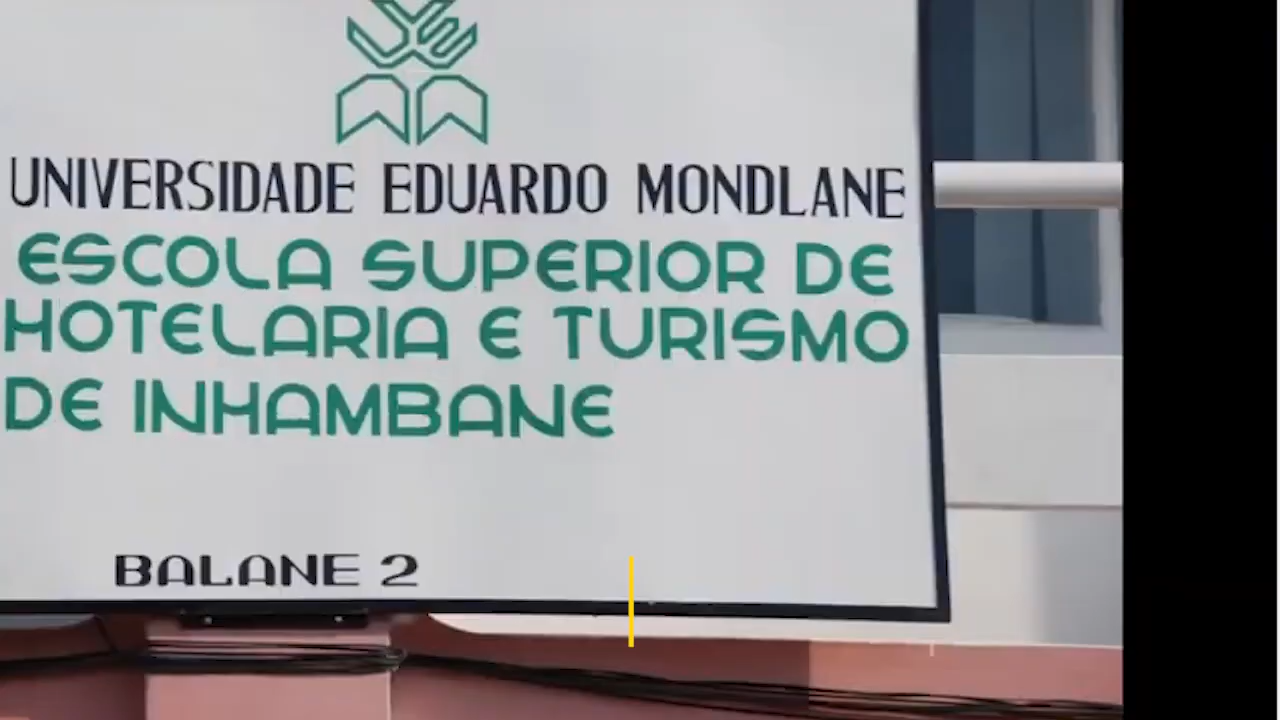 UNIVERSIDADE EDUARDO MONDLANE
ESCOLA SUPERIOR DE
HOTELARIA E TURISMO
DE INHAMBANE
BALANE 2